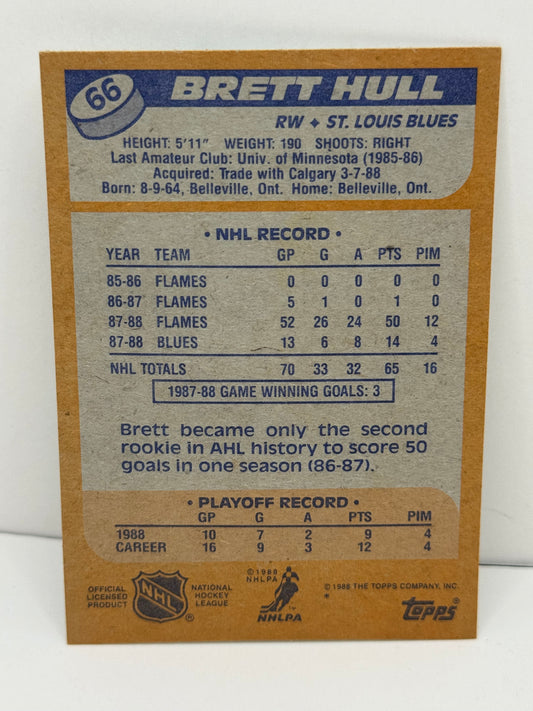 66
BRETT HULL
RW ✦ ST. LOUIS BLUES
HEIGHT: 5'11" WEIGHT: 190 SHOOTS: RIGHT
Last Amateur Club: Univ. of Minnesota (1985-86)
Acquired: Trade with Calgary 3-7-88
Born: 8-9-64, Belleville, Ont. Home: Belleville, Ont.
• NHL RECORD •
YEAR TEAM GP G A PTS PIM
85-86 FLAMES 0 0 0 0 0
86-87 FLAMES 5 1 0 1 0
87-88 FLAMES 52 26 24 50 12
87-88 BLUES 13 6 8 14 4
NHL TOTALS 70 33 32 65 16
1987-88 GAME WINNING GOALS: 3
Brett became only the second
rookie in AHL history to score 50
goals in one season (86-87).
• PLAYOFF RECORD •
GP G A PTS PIM
1988 10 7 2 9 4
CAREER 16 9 3 12 4
OFFICIAL
LICENSED
PRODUCT
NHL
®
NATIONAL
HOCKEY
LEAGUE
© 1988
NHLPA
™
NHLPA
© 1988 THE TOPPS COMPANY, INC.
*
topps®